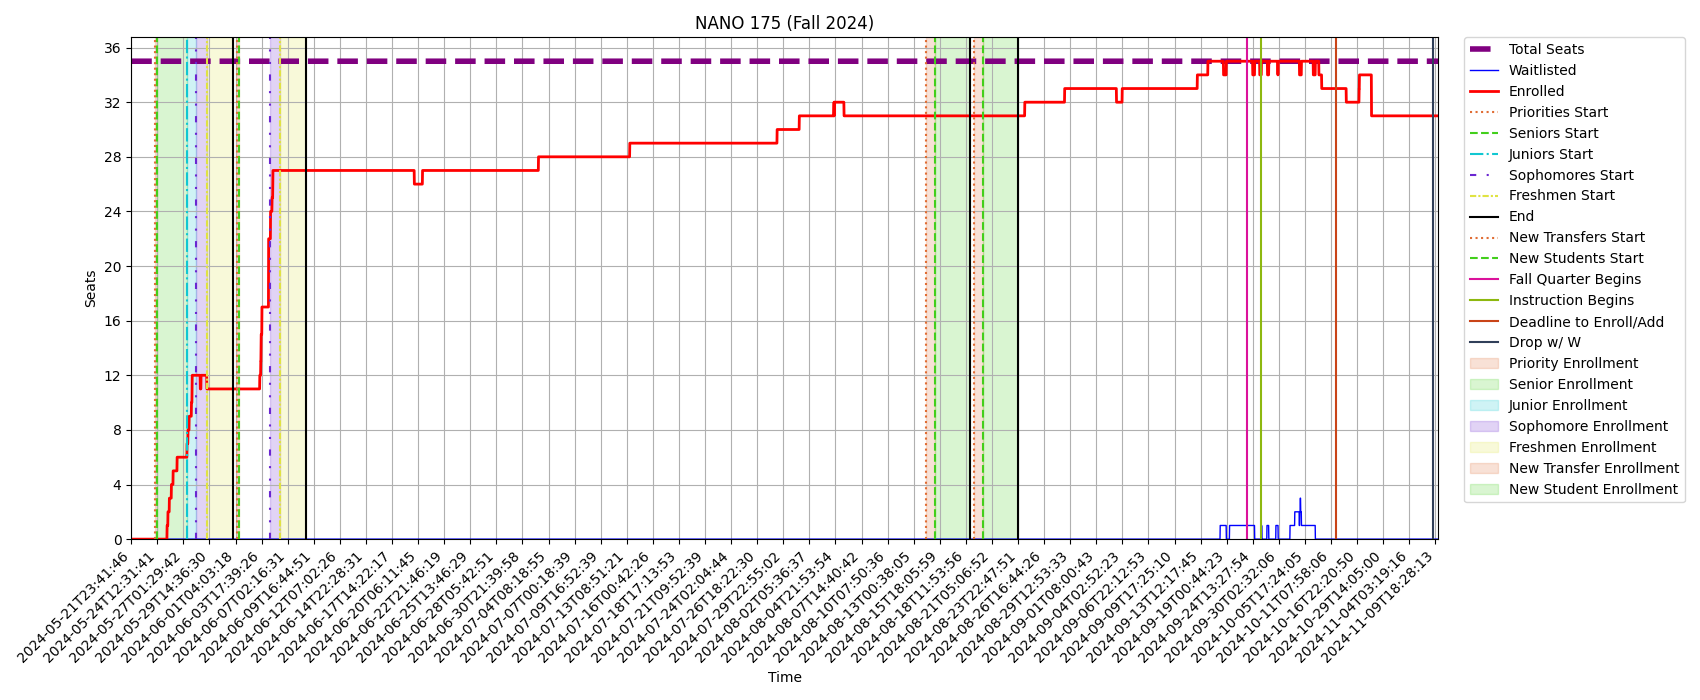 NANO 175 (Fall 2024)
36
32
28
24
20
16
12
8
4
0
Seats
2024-05-21T23:41:46
2024-05-24T12:31:41
2024-05-27T01:29:42
2024-05-29T14:36:30
2024-06-01T04:03:18
2024-06-03T17:39:26
2024-06-07T02:16:31
2024-06-09T16:44:51
2024-06-12T07:02:26
2024-06-14T22:28:31
2024-06-17T14:22:17
2024-06-20T06:11:45
2024-06-22T21:46:19
2024-06-25T13:46:29
2024-06-28T05:42:51
2024-06-30T21:39:58
2024-07-04T08:18:55
2024-07-07T00:18:39
2024-07-09T16:52:39
2024-07-13T08:51:21
2024-07-16T00:42:26
2024-07-18T17:13:53
2024-07-21T09:52:39
2024-07-24T02:04:44
2024-07-26T18:22:30
2024-07-29T22:55:02
2024-08-02T05:36:37
2024-08-04T21:53:54
2024-08-07T14:40:42
2024-08-10T07:50:36
2024-08-13T00:38:05
2024-08-15T18:05:59
2024-08-18T11:53:56
2024-08-21T05:06:52
2024-08-23T22:47:51
2024-08-26T16:44:26
2024-08-29T12:53:33
2024-09-01T08:00:43
2024-09-04T02:52:23
2024-09-06T22:12:53
2024-09-09T17:25:10
2024-09-13T12:17:45
2024-09-19T00:44:23
2024-09-24T13:27:54
2024-09-30T02:32:06
2024-10-05T17:24:05
2024-10-11T07:58:06
2024-10-16T22:20:50
2024-10-29T14:05:00
2024-11-04T03:19:16
2024-11-09T18:28:13
Time
Total Seats
Waitlisted
Enrolled
Priorities Start
Seniors Start
Juniors Start
Sophomores Start
Freshmen Start
End
New Transfers Start
New Students Start
Fall Quarter Begins
Instruction Begins
Deadline to Enroll/Add
Drop w/ W
Priority Enrollment
Senior Enrollment
Junior Enrollment
Sophomore Enrollment
Freshmen Enrollment
New Transfer Enrollment
New Student Enrollment